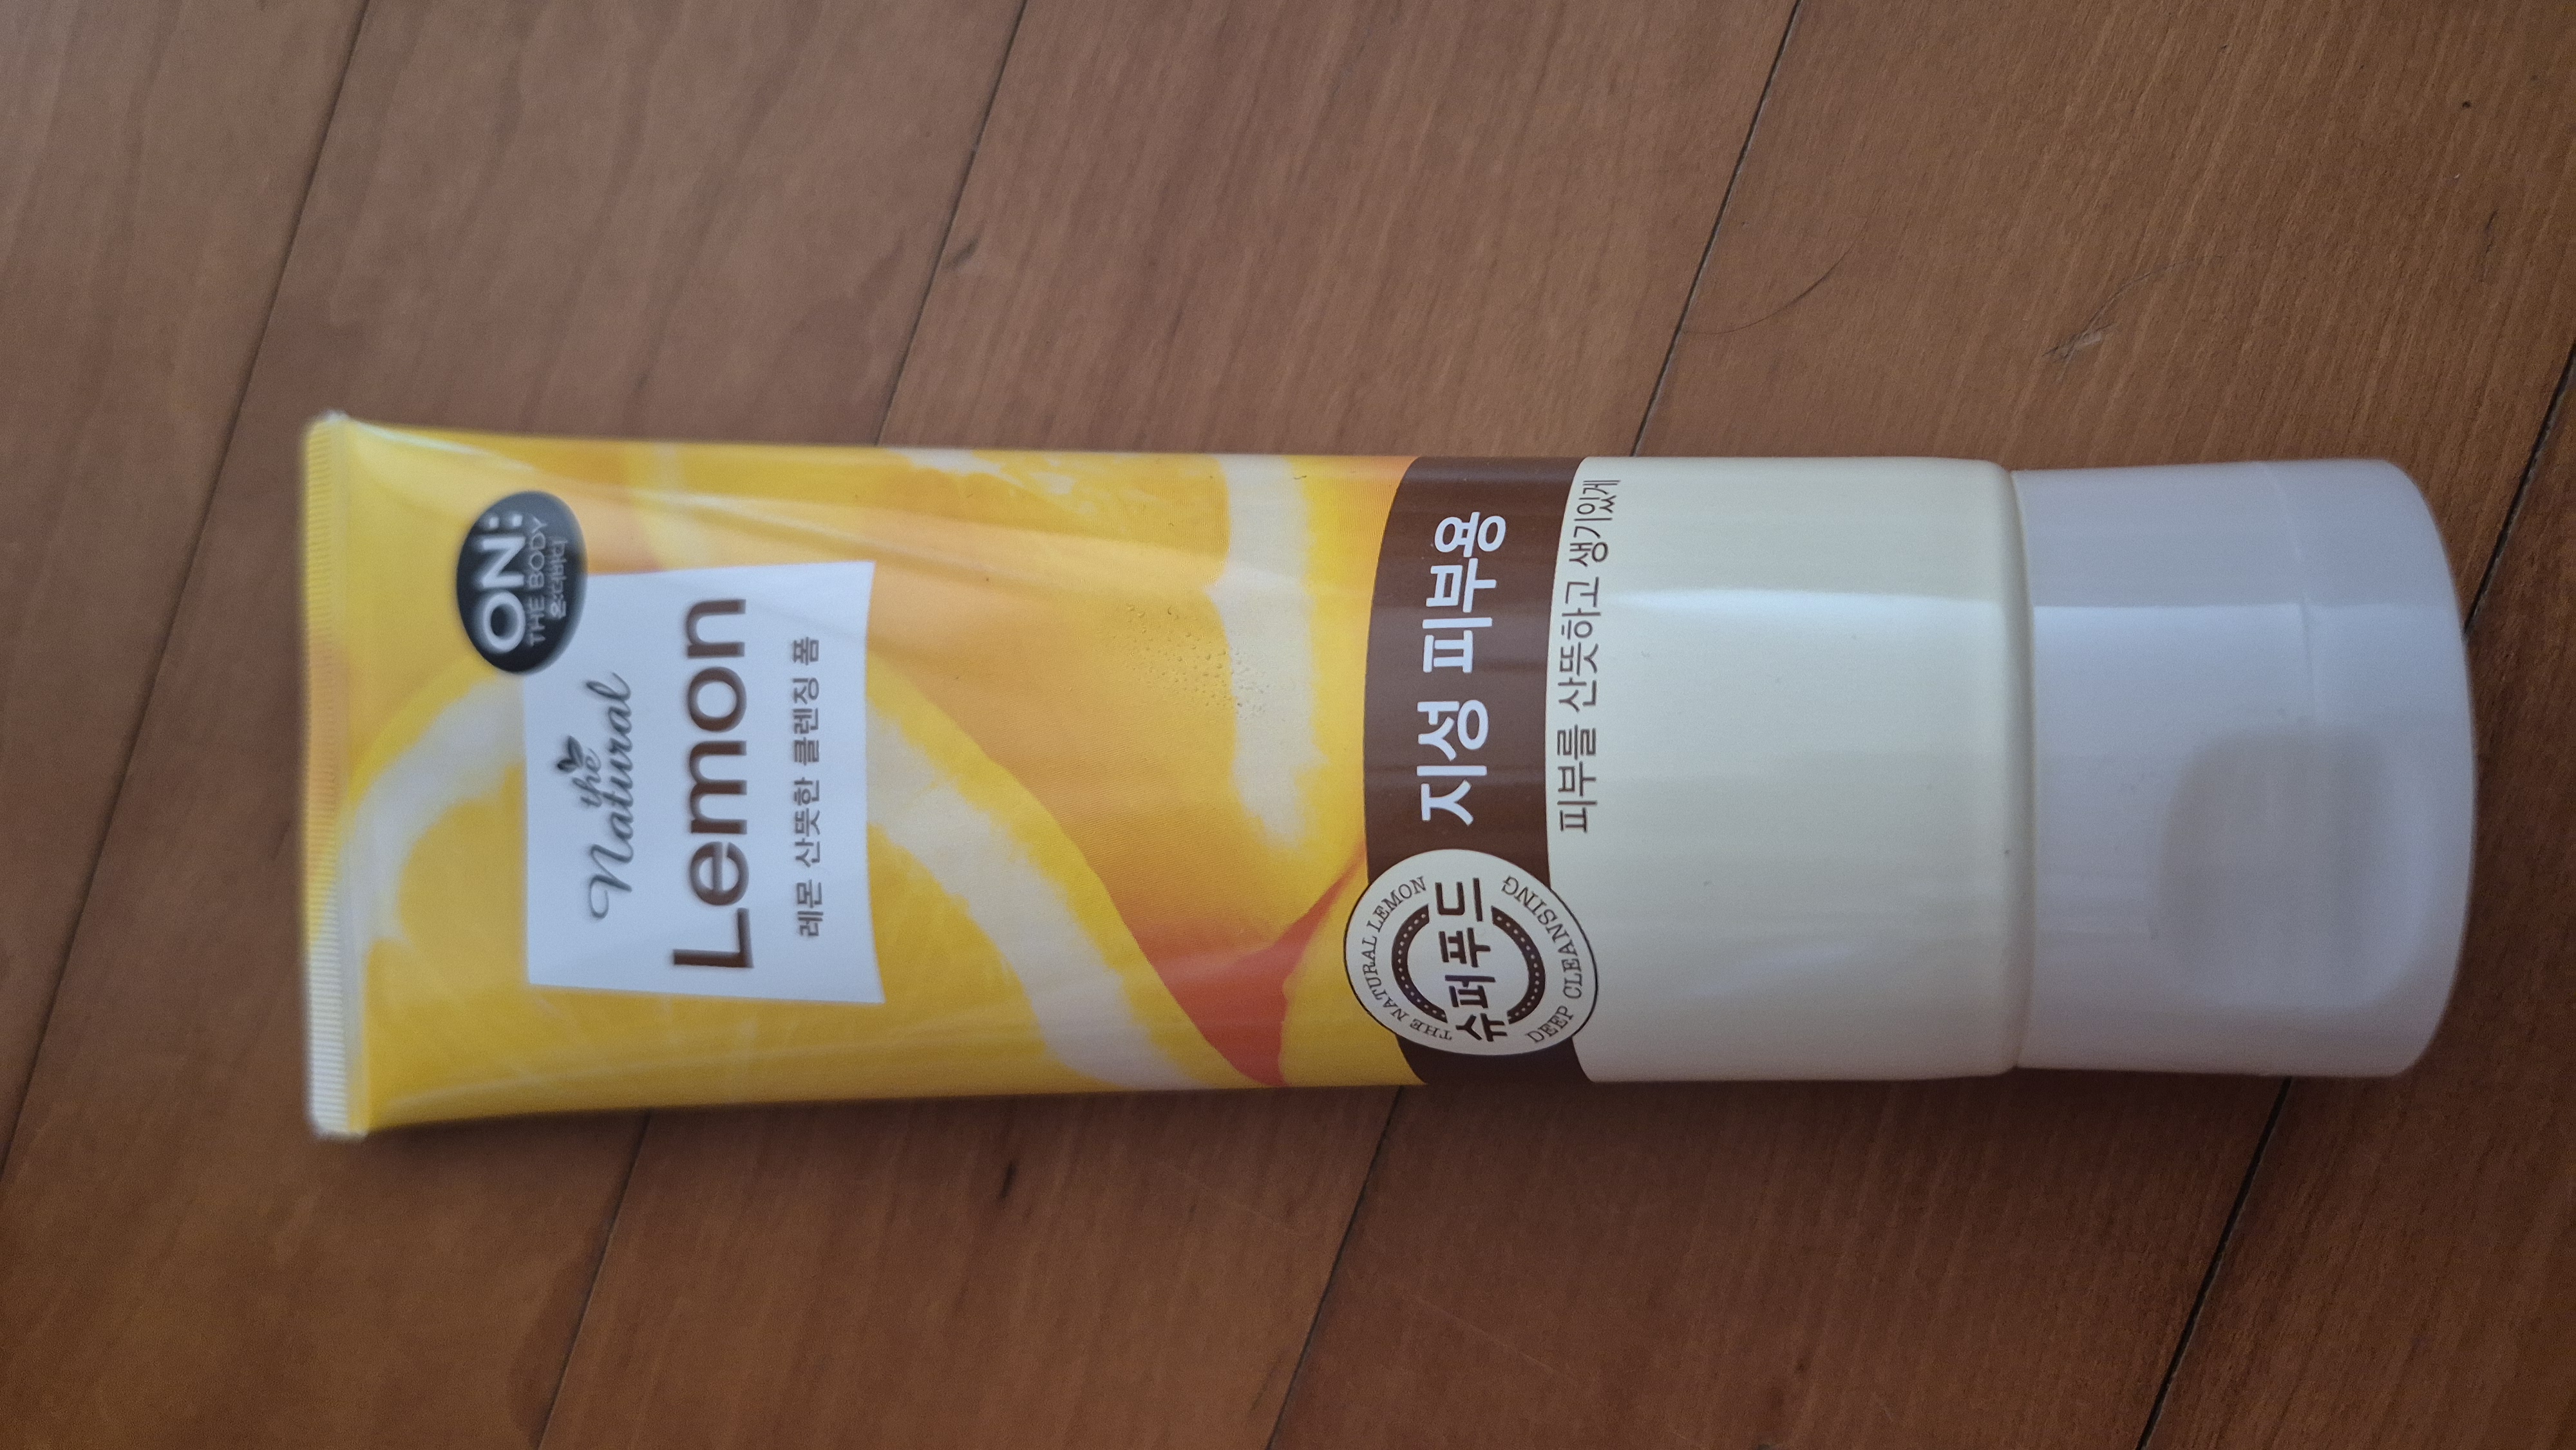 ON:
THE BODY
온:더바디
the
Natural
Lemon
레몬 산뜻한 클렌징 폼
지성 피부용
피부를 산뜻하고 생기있게
THE NATURAL LEMON
슈퍼푸드
DEEP CLEANSING